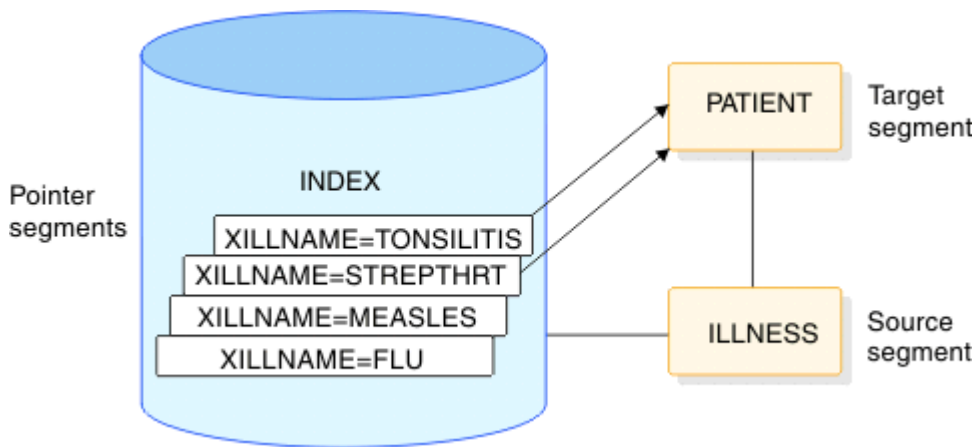 Pointer
segments
INDEX
XILLNAME=TONSILITIS
XILLNAME=STREPTHRT
XILLNAME=MEASLES
XILLNAME=FLU
PATIENT
Target
segment
ILLNESS
Source
segment